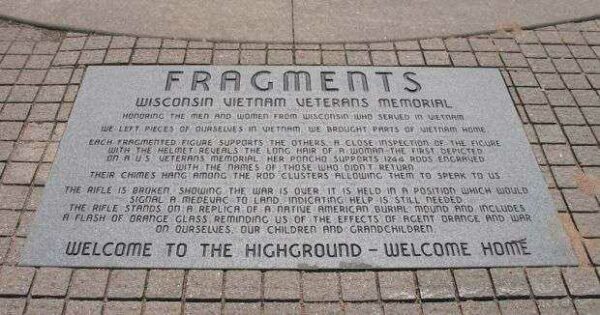 FRAGMENTS
WISCONSIN VIETNAM VETERANS MEMORIAL
HONORING THE MEN AND WOMEN FROM WISCONSIN WHO SERVED IN VIETNAM
WE LEFT PIECES OF OURSELVES IN VIETNAM. WE BROUGHT PARTS OF VIETNAM HOME.
EACH FRAGMENTED FIGURE SUPPORTS THE OTHERS. A CLOSE INSPECTION OF THE FIGURE
WITH THE HELMET REVEALS THE LONG HAIR OF A WOMAN-THE FIRST DEPICTED
ON A U.S. VETERANS MEMORIAL. HER PONCHO SUPPORTS 1244 RODS ENGRAVED
WITH THE NAMES OF THOSE WHO DIDN'T RETURN.
THEIR CHIMES HANG AMONG THE ROD CLUSTERS ALLOWING THEM TO SPEAK TO US.
THE RIFLE IS BROKEN, SHOWING THE WAR IS OVER. IT IS HELD IN A POSITION WHICH WOULD
SIGNAL A MEDEVAC TO LAND, INDICATING HELP IS STILL NEEDED.
THE RIFLE STANDS ON A REPLICA OF A NATIVE AMERICAN BURIAL MOUND AND INCLUDES
A FLASH OF ORANGE GLASS REMINDING US OF THE EFFECTS OF AGENT ORANGE AND WAR
ON OURSELVES, OUR CHILDREN AND GRANDCHILDREN.
WELCOME TO THE HIGHGROUND – WELCOME HOME